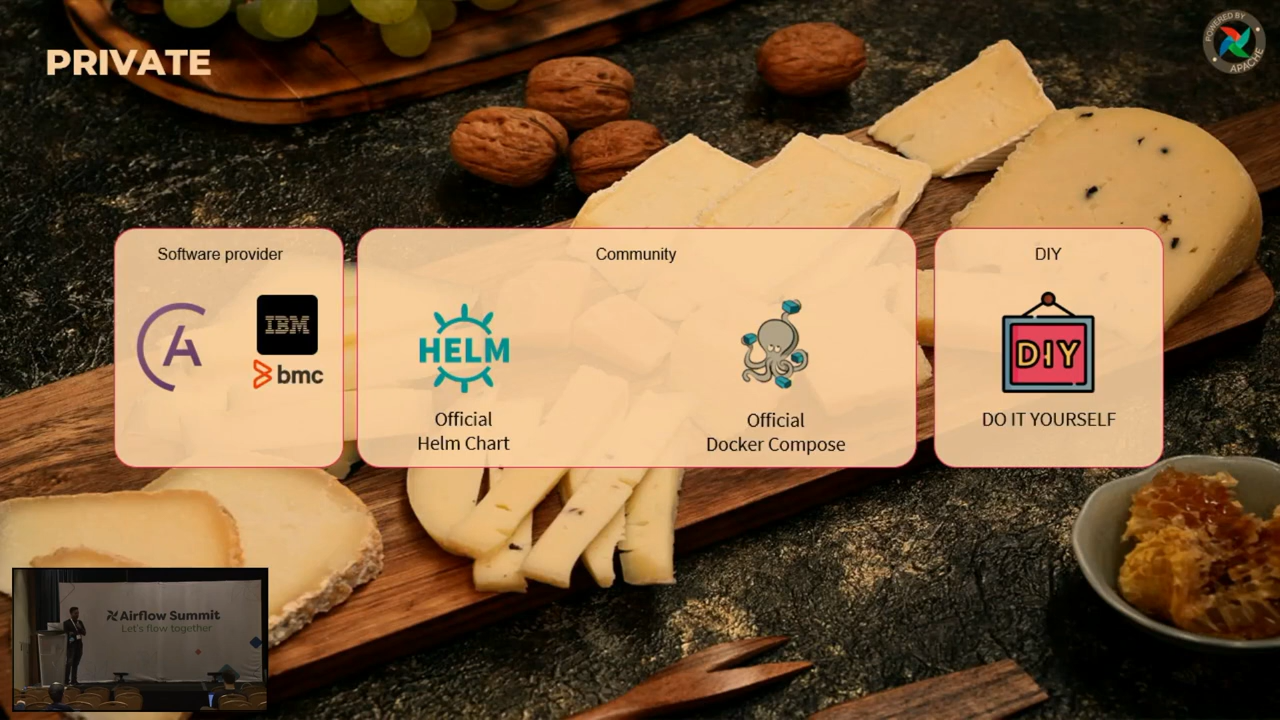 PRIVATE
POWERED BY
APACHE
Software provider
Community
DIY
A
IBM
bmc
HELM
DIY
Official
Helm Chart
Official
Docker Compose
DO IT YOURSELF
Airflow Summit
Let's flow together